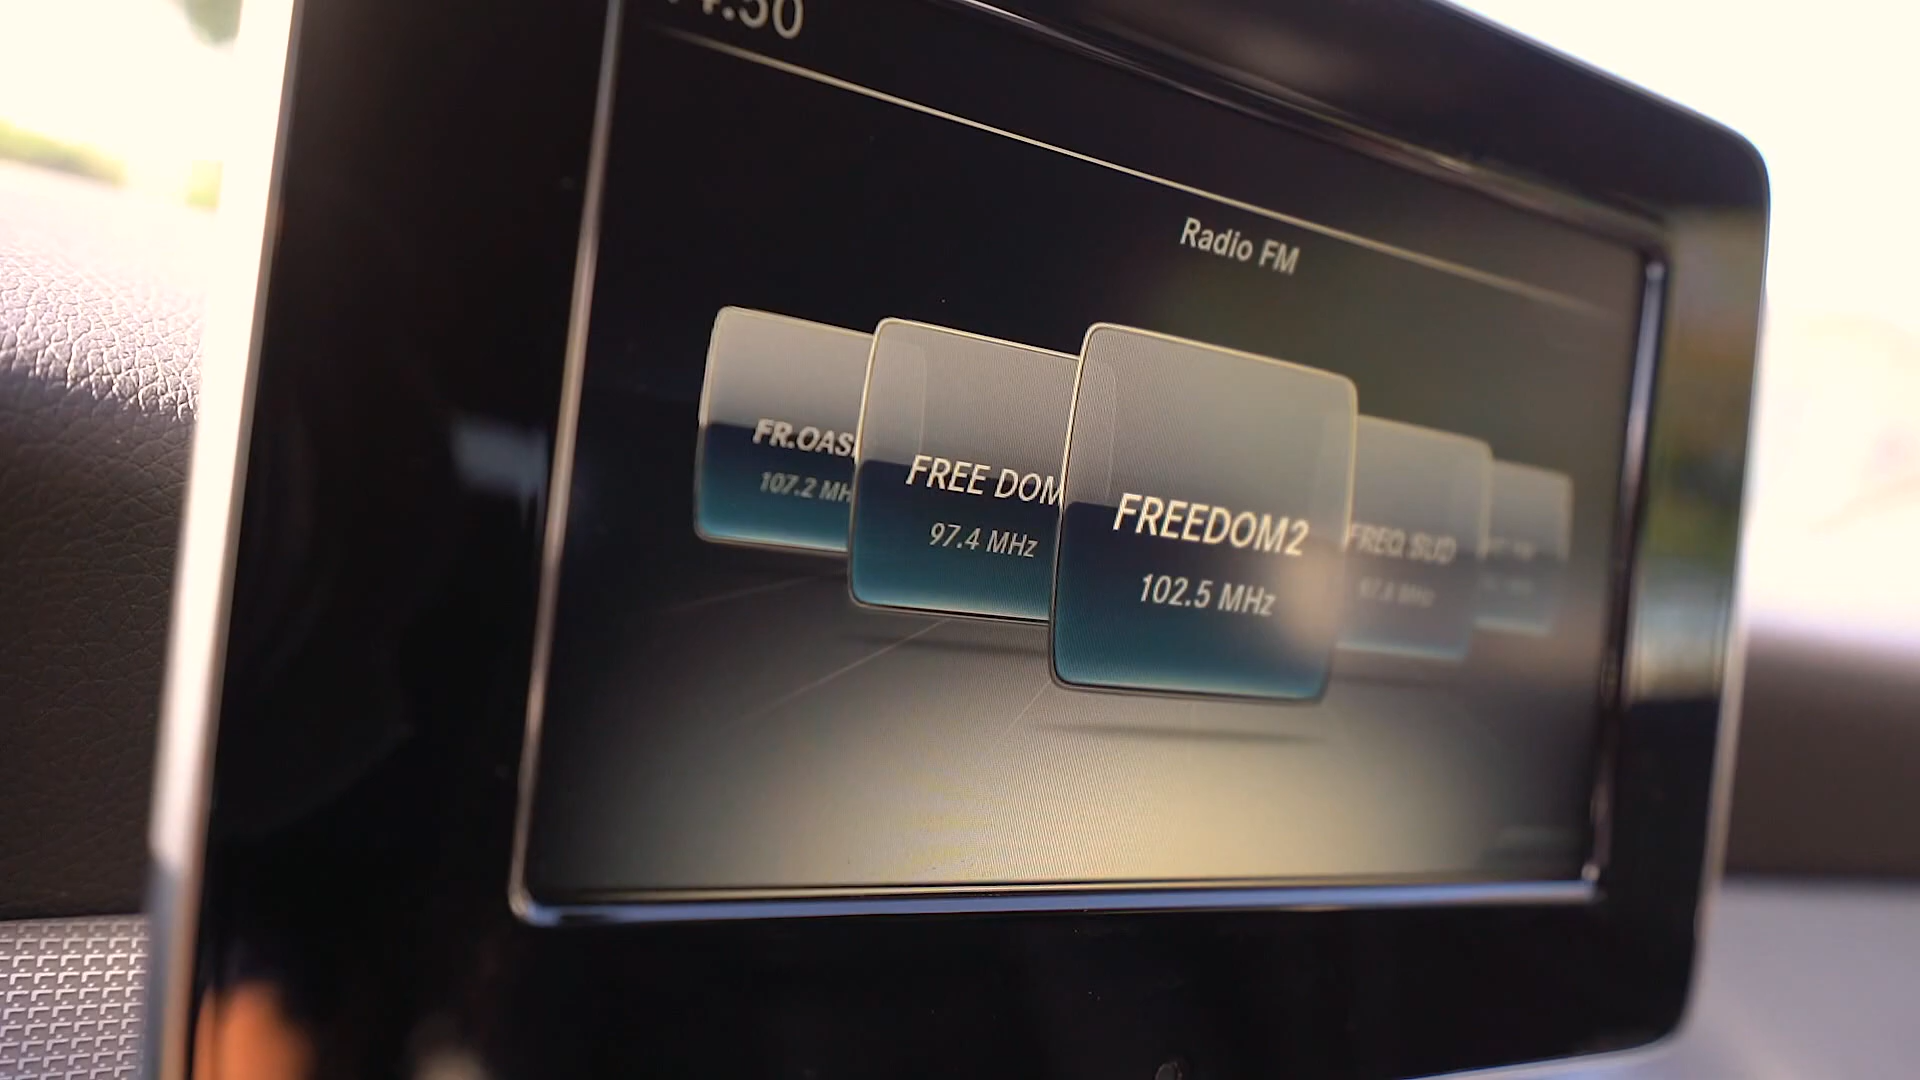 Radio FM
FR.OAS
107.2 MH
FREE DOM
97.4 MHz
FREEDOM2
102.5 MHz
FREQ SUD